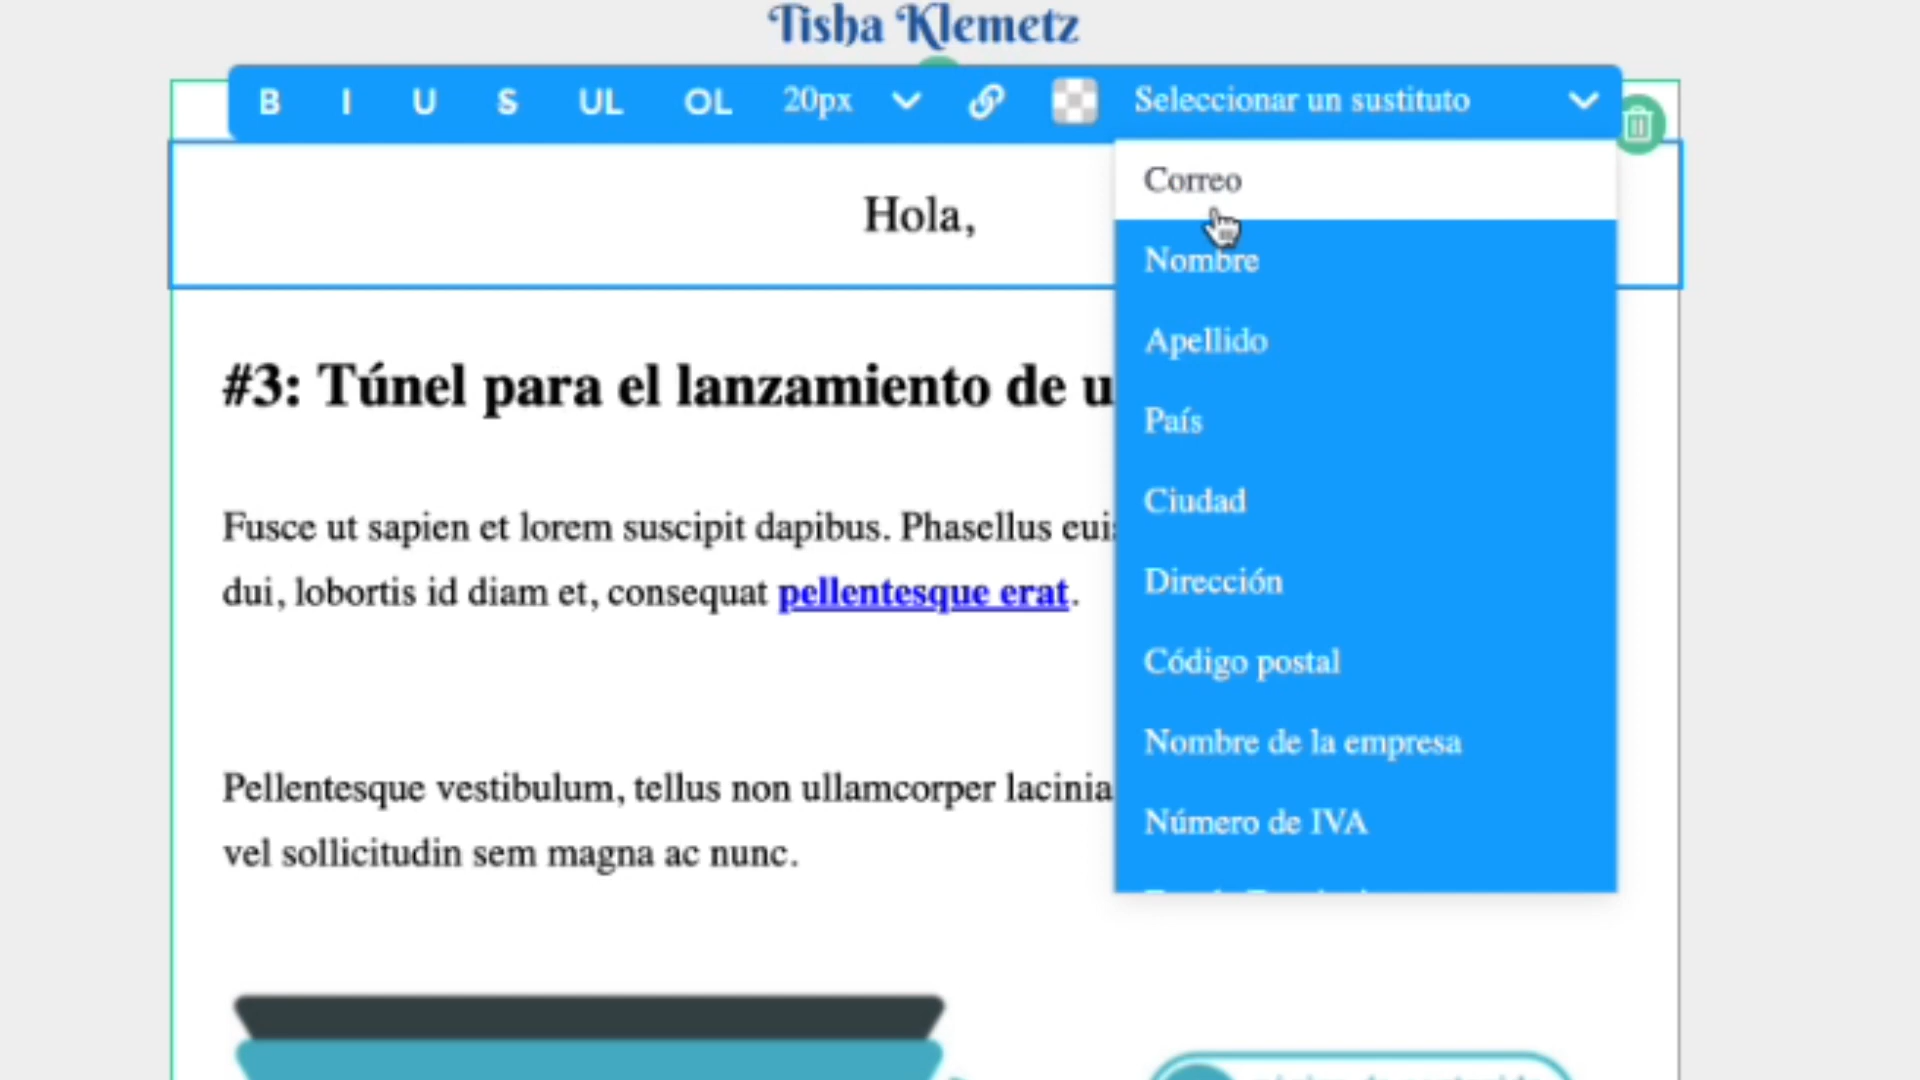 Tisha Klemetz
B I U S UL OL 20px Seleccionar un sustituto
Correo
Nombre
Apellido
País
Ciudad
Dirección
Código postal
Nombre de la empresa
Número de IVA
Hola,
#3: Túnel para el lanzamiento de u
Fusce ut sapien et lorem suscipit dapibus. Phasellus euis
dui, lobortis id diam et, consequat pellentesque erat.
Pellentesque vestibulum, tellus non ullamcorper lacinia
vel sollicitudin sem magna ac nunc.